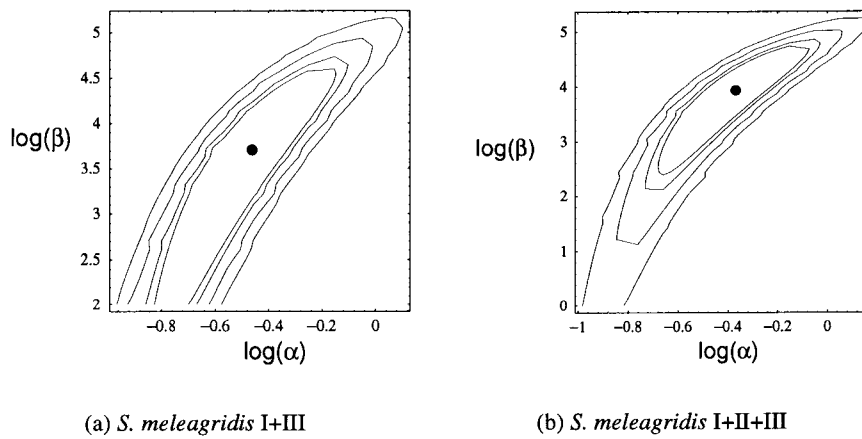 5
4.5
4
log(β)
3.5
3
2.5
2
−0.8 −0.6 −0.4 −0.2 0
log(α)
(a) S. meleagridis I+III
5
4
log(β)
3
2
1
0
−1 −0.8 −0.6 −0.4 −0.2 0
log(α)
(b) S. meleagridis I+II+III